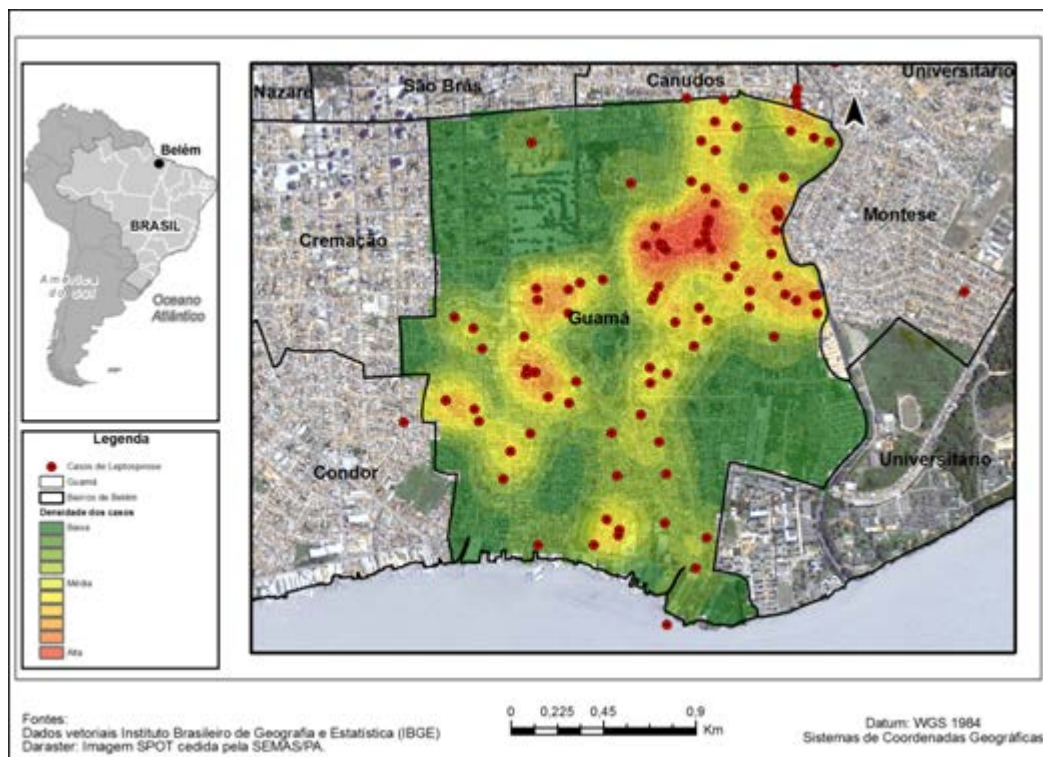 Belém
BRASIL
Oceano
Atlântico
Nazaré
São Brás
Canudos
Universitário
Cremação
Montese
Guamá
Condor
Universitário
Legenda
Casos de Leptospirose
Guamá
Bairros de Belém
Densidade dos casos
Baixa
Média
Alta
Fontes:
Dados vetoriais Instituto Brasileiro de Geografia e Estatística (IBGE)
Daraster: Imagem SPOT cedida pela SEMAS/PA.
0 0,225 0,45 0,9
Km
Datum: WGS 1984
Sistemas de Coordenadas Geográficas